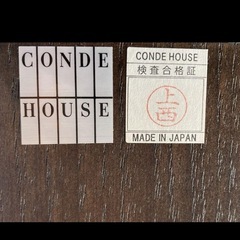 CONDE
HOUSE
CONDE HOUSE
検査合格証
上西
MADE IN JAPAN